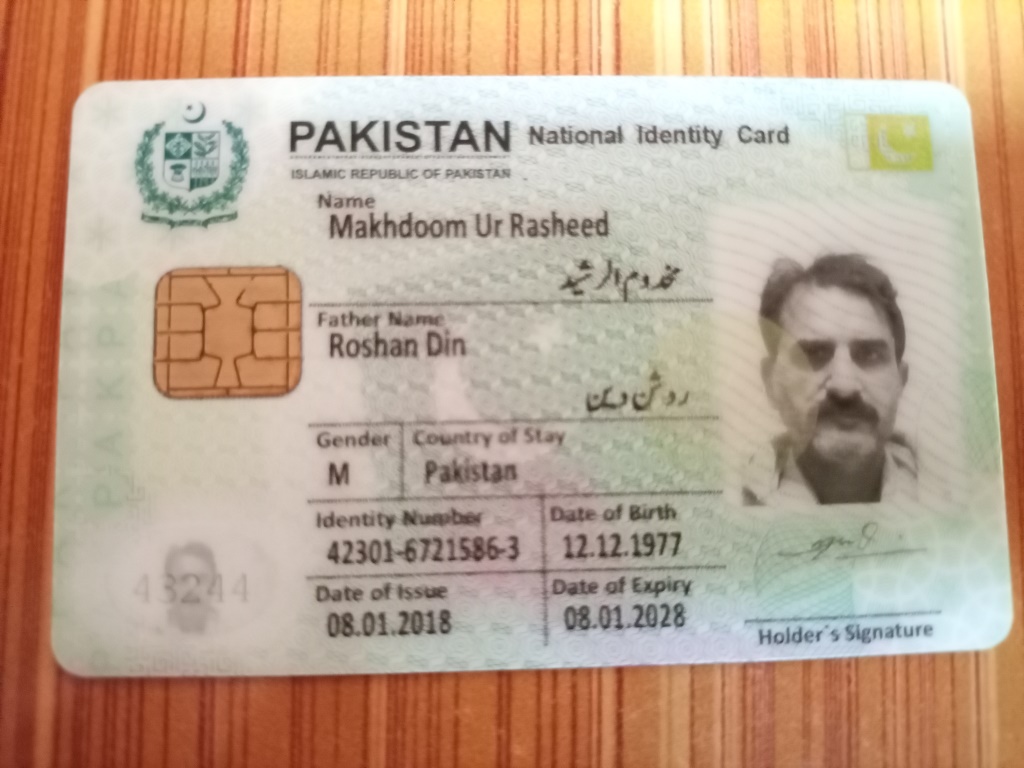 PAKISTAN National Identity Card
ISLAMIC REPUBLIC OF PAKISTAN
Name
Makhdoom Ur Rasheed
مخدوم الرشید
Father Name
Roshan Din
روشن دین
Gender Country of Stay
M Pakistan
Identity Number Date of Birth
42301-6721586-3 12.12.1977
Date of Issue Date of Expiry
08.01.2018 08.01.2028
Holder's Signature
43244